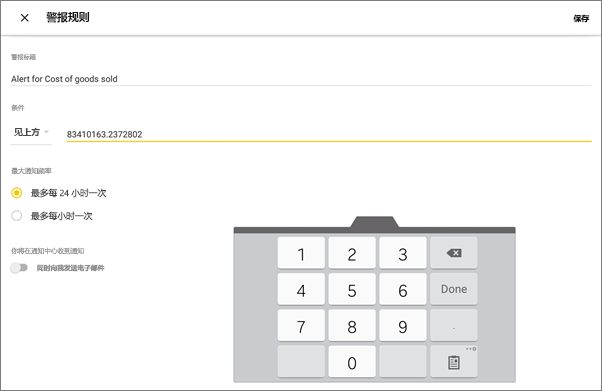 警报规则 保存
警报标题
Alert for Cost of goods sold
条件
见上方 83410163.2372802
最大通知频率
最多每 24 小时一次
最多每小时一次
你将在通知中心收到通知
同时向我发送电子邮件
1 2 3
4 5 6 Done
7 8 9 .
0